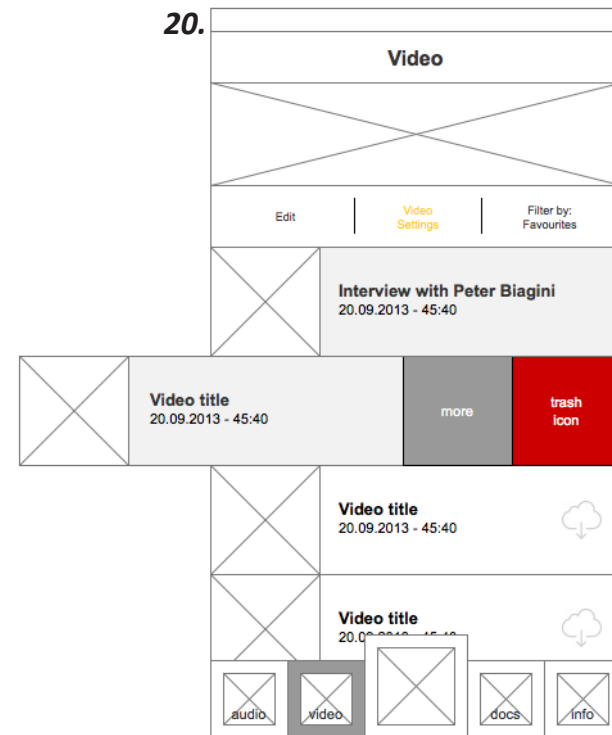 20.
Video
Edit
Video
Settings
Filter by:
Favourites
Interview with Peter Biagini
20.09.2013 - 45:40
Video title
20.09.2013 - 45:40
more
trash
icon
Video title
20.09.2013 - 45:40
Video title
audio
video
docs
info